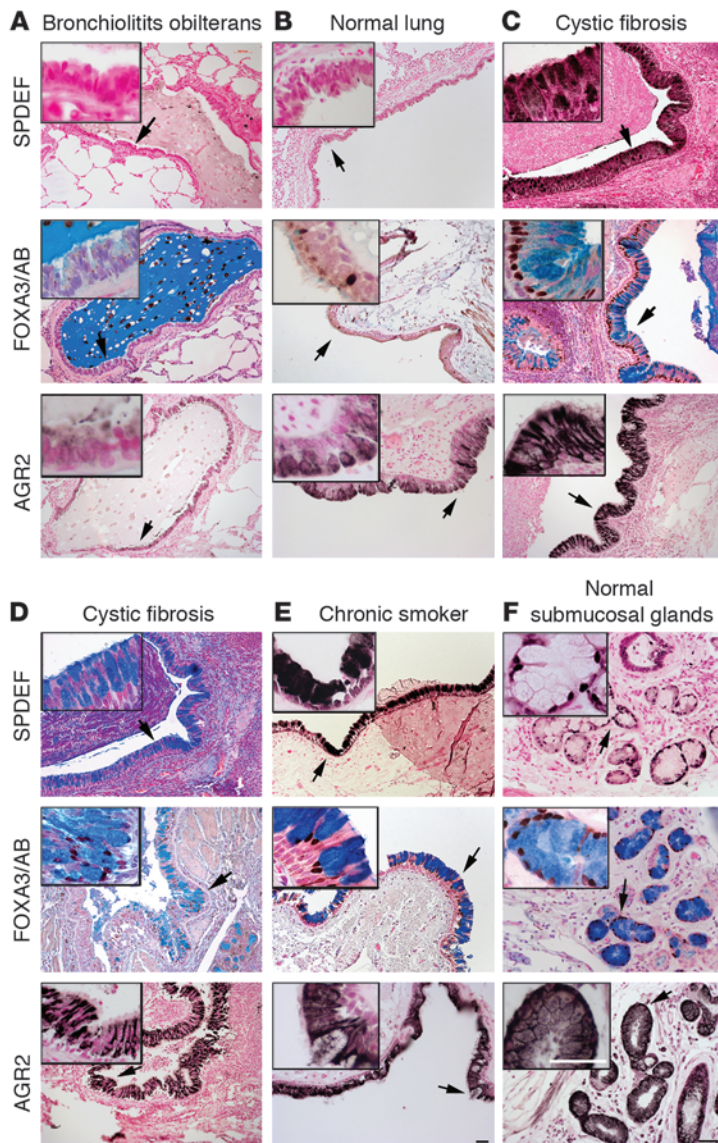 A Bronchiolitits obilterans
B Normal lung
C Cystic fibrosis
SPDEF
FOXA3/AB
AGR2
D Cystic fibrosis
E Chronic smoker
F Normal
submucosal glands
SPDEF
FOXA3/AB
AGR2